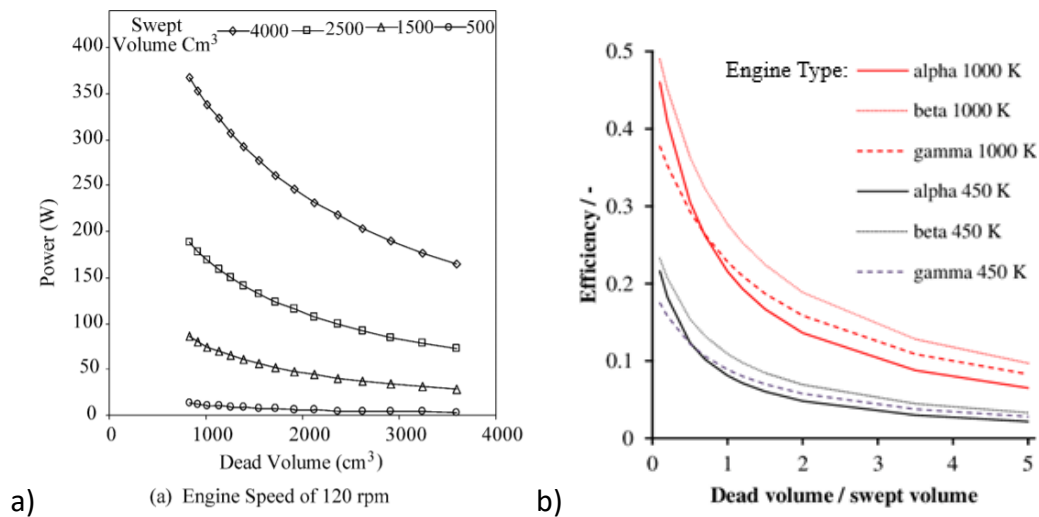 Swept
Volume Cm³ 4000 2500 1500 500
400
350
300
250
200
150
100
50
0
Power (W)
0 1000 2000 3000 4000
Dead Volume (cm³)
a) (a) Engine Speed of 120 rpm
0.5
0.4
0.3
0.2
0.1
0
Efficiency / -
Engine Type: alpha 1000 K
beta 1000 K
gamma 1000 K
alpha 450 K
beta 450 K
gamma 450 K
0 1 2 3 4 5
b) Dead volume / swept volume